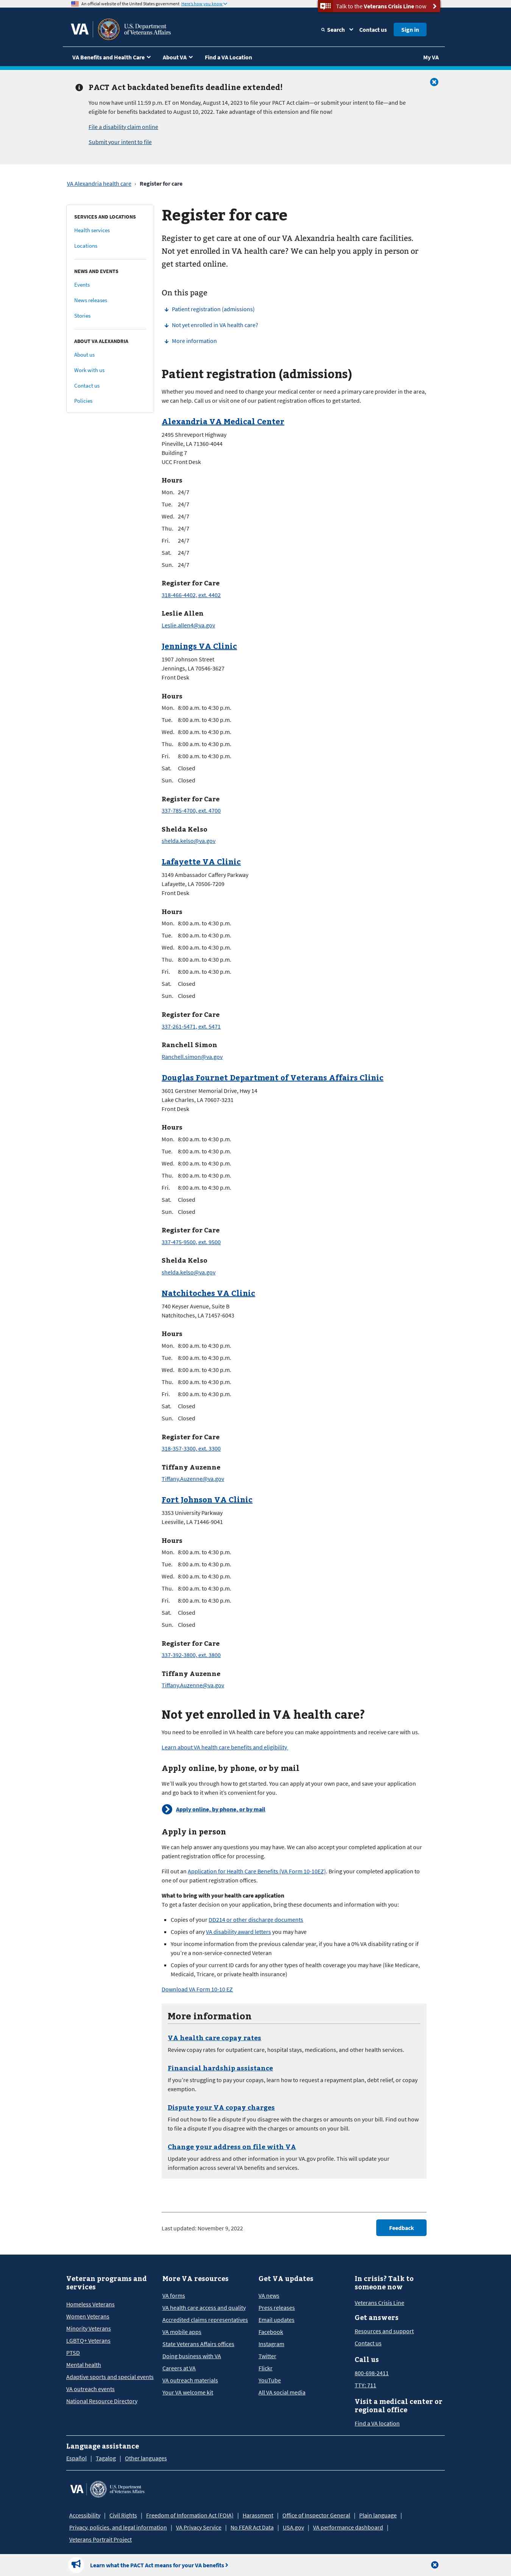 An official website of the United States government. Here's how you know
Talk to the Veterans Crisis Line now
VA U.S. Department of Veterans Affairs
Search
Contact us
Sign in
VA Benefits and Health Care
About VA
Find a VA Location
My VA
PACT Act backdated benefits deadline extended!
You now have until 11:59 p.m. ET on Monday, August 14, 2023 to file your PACT Act claim—or submit your intent to file—and be
eligible for benefits backdated to August 10, 2022. Take advantage of this extension and file now!
File a disability claim online
Submit your intent to file
VA Alexandria health care › Register for care
SERVICES AND LOCATIONS
Health services
Locations
NEWS AND EVENTS
Events
News releases
Stories
ABOUT VA ALEXANDRIA
About us
Work with us
Contact us
Policies
Register for care
Register to get care at one of our VA Alexandria health care facilities.
Not yet enrolled in VA health care? We can help you apply in person or
get started online.
On this page
Patient registration (admissions)
Not yet enrolled in VA health care?
More information
Patient registration (admissions)
Whether you moved and need to change your medical center or need a primary care provider in the area,
we can help. Call us or visit one of our patient registration offices to get started.
Alexandria VA Medical Center
2495 Shreveport Highway
Pineville, LA 71360-4044
Building 7
UCC Front Desk
Hours
Mon. 24/7
Tue. 24/7
Wed. 24/7
Thu. 24/7
Fri. 24/7
Sat. 24/7
Sun. 24/7
Register for Care
318-466-4402, ext. 4402
Leslie Allen
Leslie.allen4@va.gov
Jennings VA Clinic
1907 Johnson Street
Jennings, LA 70546-3627
Front Desk
Hours
Mon. 8:00 a.m. to 4:30 p.m.
Tue. 8:00 a.m. to 4:30 p.m.
Wed. 8:00 a.m. to 4:30 p.m.
Thu. 8:00 a.m. to 4:30 p.m.
Fri. 8:00 a.m. to 4:30 p.m.
Sat. Closed
Sun. Closed
Register for Care
337-785-4700, ext. 4700
Shelda Kelso
shelda.kelso@va.gov
Lafayette VA Clinic
3149 Ambassador Caffery Parkway
Lafayette, LA 70506-7209
Front Desk
Hours
Mon. 8:00 a.m. to 4:30 p.m.
Tue. 8:00 a.m. to 4:30 p.m.
Wed. 8:00 a.m. to 4:30 p.m.
Thu. 8:00 a.m. to 4:30 p.m.
Fri. 8:00 a.m. to 4:30 p.m.
Sat. Closed
Sun. Closed
Register for Care
337-261-5471, ext. 5471
Ranchell Simon
Ranchell.simon@va.gov
Douglas Fournet Department of Veterans Affairs Clinic
3601 Gerstner Memorial Drive, Hwy 14
Lake Charles, LA 70607-3231
Front Desk
Hours
Mon. 8:00 a.m. to 4:30 p.m.
Tue. 8:00 a.m. to 4:30 p.m.
Wed. 8:00 a.m. to 4:30 p.m.
Thu. 8:00 a.m. to 4:30 p.m.
Fri. 8:00 a.m. to 4:30 p.m.
Sat. Closed
Sun. Closed
Register for Care
337-475-9500, ext. 9500
Shelda Kelso
shelda.kelso@va.gov
Natchitoches VA Clinic
740 Keyser Avenue, Suite B
Natchitoches, LA 71457-6043
Hours
Mon. 8:00 a.m. to 4:30 p.m.
Tue. 8:00 a.m. to 4:30 p.m.
Wed. 8:00 a.m. to 4:30 p.m.
Thu. 8:00 a.m. to 4:30 p.m.
Fri. 8:00 a.m. to 4:30 p.m.
Sat. Closed
Sun. Closed
Register for Care
318-357-3300, ext. 3300
Tiffany Auzenne
Tiffany.Auzenne@va.gov
Fort Johnson VA Clinic
3353 University Parkway
Leesville, LA 71446-9041
Hours
Mon. 8:00 a.m. to 4:30 p.m.
Tue. 8:00 a.m. to 4:30 p.m.
Wed. 8:00 a.m. to 4:30 p.m.
Thu. 8:00 a.m. to 4:30 p.m.
Fri. 8:00 a.m. to 4:30 p.m.
Sat. Closed
Sun. Closed
Register for Care
337-392-3800, ext. 3800
Tiffany Auzenne
Tiffany.Auzenne@va.gov
Not yet enrolled in VA health care?
You need to be enrolled in VA health care before you can make appointments and receive care with us.
Learn about VA health care benefits and eligibility
Apply online, by phone, or by mail
We'll walk you through how to get started. You can apply at your own pace, and save your application
and go back to it when it's convenient for you.
Apply online, by phone, or by mail
Apply in person
We can help answer any questions you may have. We can also accept your completed application at our
patient registration office for processing.
Fill out an Application for Health Care Benefits (VA Form 10-10EZ). Bring your completed application to
one of our patient registration offices.
What to bring with your health care application
To get a faster decision on your application, bring these documents and information with you:
• Copies of your DD214 or other discharge documents
• Copies of any VA disability award letters you may have
• Your income information from the previous calendar year, if you have a 0% VA disability rating or if
you're a non-service-connected Veteran
• Copies of your current ID cards for any other types of health coverage you may have (like Medicare,
Medicaid, Tricare, or private health insurance)
Download VA Form 10-10 EZ
More information
VA health care copay rates
Review copay rates for outpatient care, hospital stays, medications, and other health services.
Financial hardship assistance
If you're struggling to pay your copays, learn how to request a repayment plan, debt relief, or copay
exemption.
Dispute your VA copay charges
Find out how to file a dispute if you disagree with the charges or amounts on your bill. Find out how
to file a dispute if you disagree with the charges or amounts on your bill.
Change your address on file with VA
Update your address and other information in your VA.gov profile. This will update your
information across several VA benefits and services.
Last updated: November 9, 2022
Feedback
Veteran programs and
services
Homeless Veterans
Women Veterans
Minority Veterans
LGBTQ+ Veterans
PTSD
Mental health
Adaptive sports and special events
VA outreach events
National Resource Directory
More VA resources
VA forms
VA health care access and quality
Accredited claims representatives
VA mobile apps
State Veterans Affairs offices
Doing business with VA
Careers at VA
VA outreach materials
Your VA welcome kit
Get VA updates
VA news
Press releases
Email updates
Facebook
Instagram
Twitter
Flickr
YouTube
All VA social media
In crisis? Talk to
someone now
Veterans Crisis Line
Get answers
Resources and support
Contact us
Call us
800-698-2411
TTY: 711
Visit a medical center or
regional office
Find a VA location
Language assistance
Español | Tagalog | Other languages
VA U.S. Department of Veterans Affairs
Accessibility | Civil Rights | Freedom of Information Act (FOIA) | Harassment | Office of Inspector General | Plain language |
Privacy, policies, and legal information | VA Privacy Service | No FEAR Act Data | USA.gov | VA performance dashboard |
Veterans Portrait Project
Learn what the PACT Act means for your VA benefits